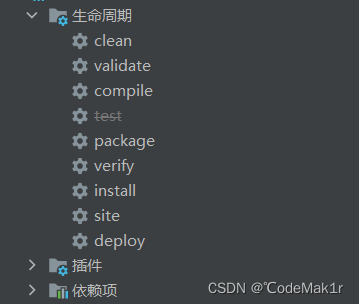 生命周期
clean
validate
compile
test
package
verify
install
site
deploy
插件
依赖项
CSDN @℃odeMak1r